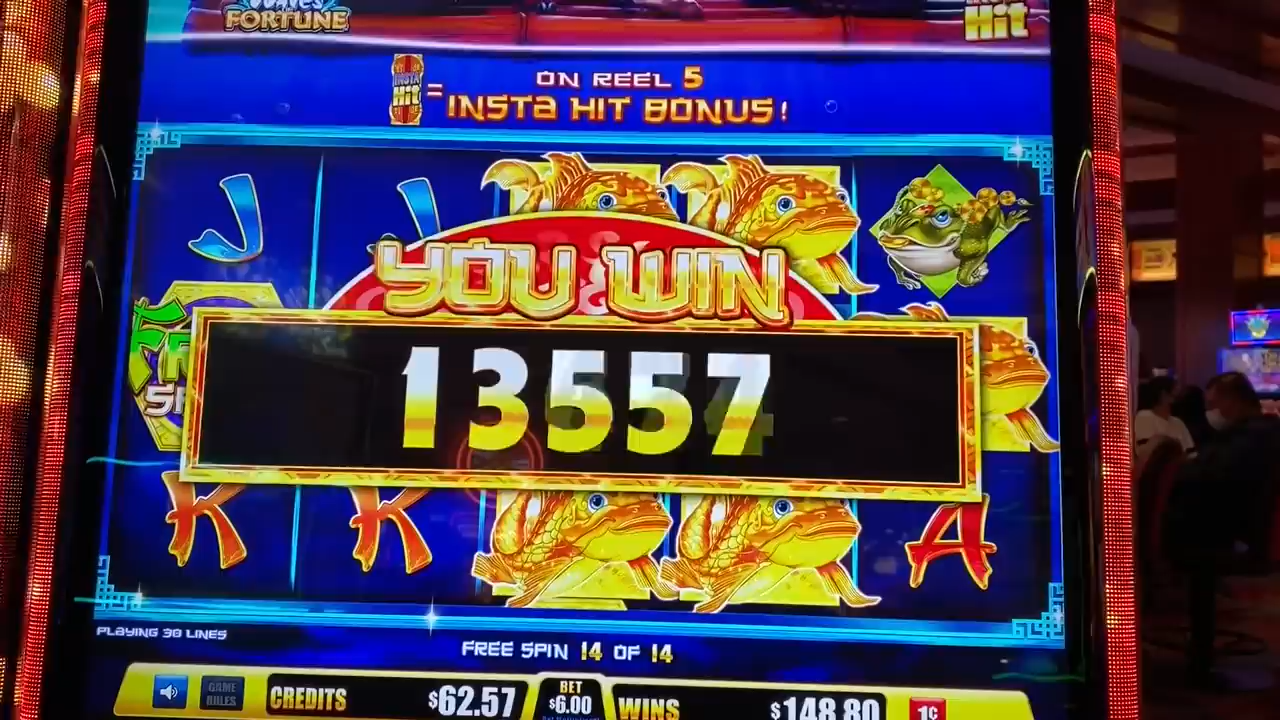 WAVES
FORTUNE
Hit
INSTA
Hit
=
ON REEL 5
INSTA HIT BONUS!
J
YOU WIN
13557
K
K
A
PLAYING 30 LINES
FREE SPIN 14 OF 14
GAME
RULES
CREDITS
$62.57
BET
$6.00
WINS
$148.80
1¢